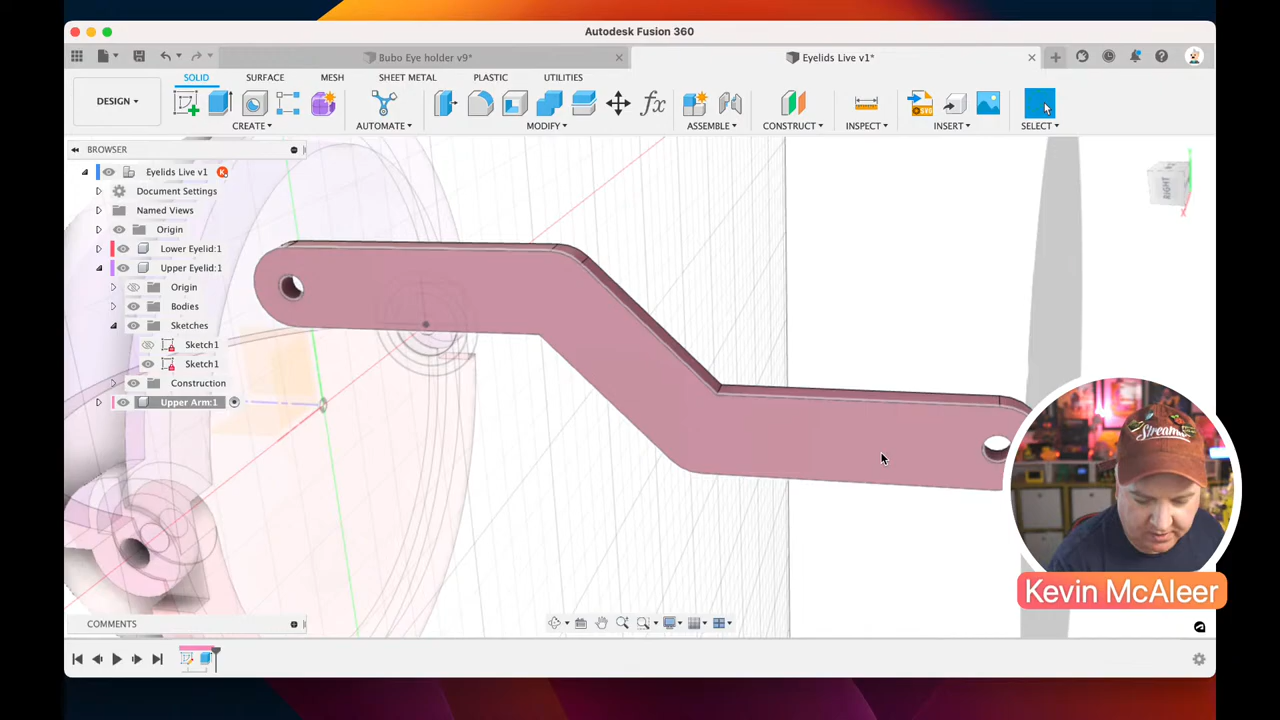 Autodesk Fusion 360
Bubo Eye holder v9*
Eyelids Live v1*
DESIGN
SOLID
SURFACE
MESH
SHEET METAL
PLASTIC
UTILITIES
fx
CREATE
AUTOMATE
MODIFY
ASSEMBLE
CONSTRUCT
INSPECT
INSERT
SELECT
BROWSER
Eyelids Live v1
K
Document Settings
Named Views
Origin
Lower Eyelid:1
Upper Eyelid:1
Origin
Bodies
Sketches
Sketch1
Sketch1
Construction
Upper Arm:1
RIGHT
Streams
Kevin McAleer
COMMENTS